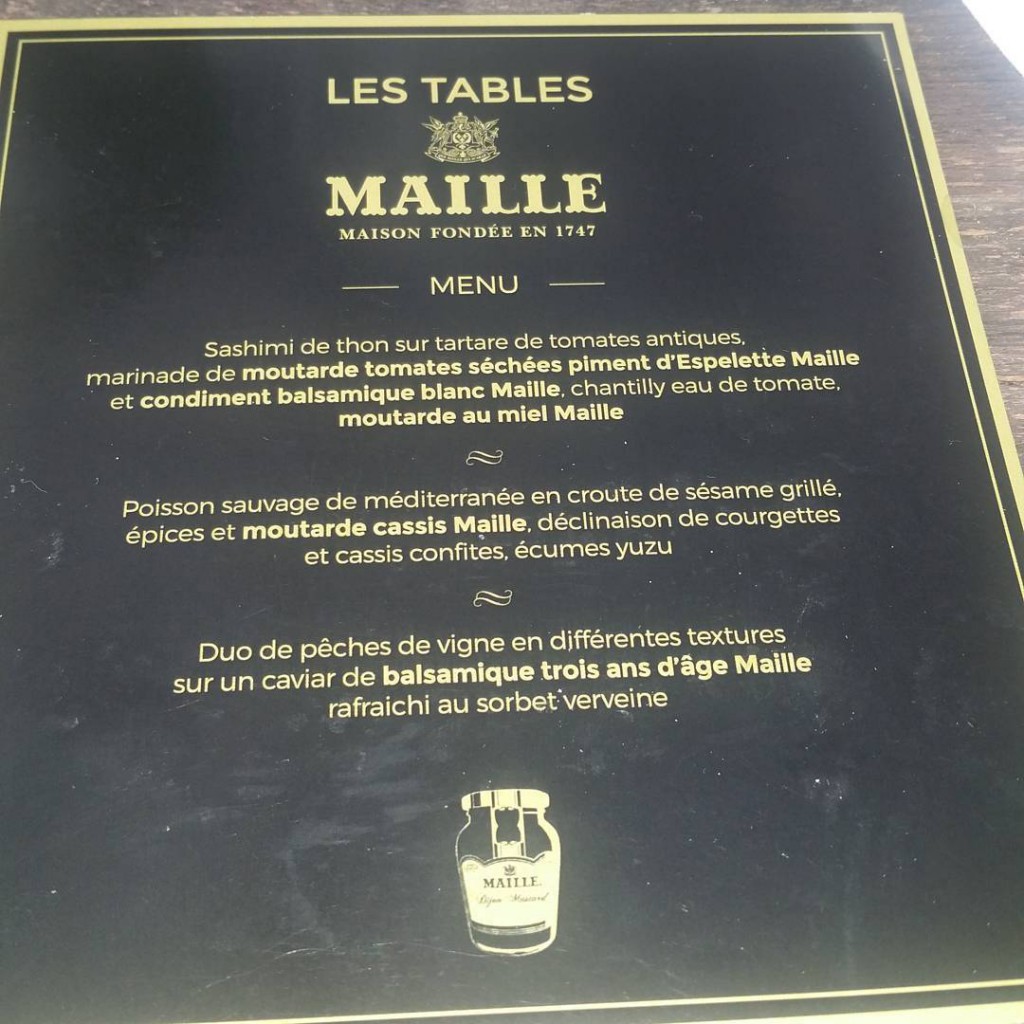 LES TABLES
MAILLE
MAISON FONDÉE EN 1747
MENU
Sashimi de thon sur tartare de tomates antiques,
marinade de moutarde tomates séchées piment d'Espelette Maille
et condiment balsamique blanc Maille, chantilly eau de tomate,
moutarde au miel Maille
Poisson sauvage de méditerranée en croute de sésame grillé,
épices et moutarde cassis Maille, déclinaison de courgettes
et cassis confites, écumes yuzu
Duo de pêches de vigne en différentes textures
sur un caviar de balsamique trois ans d'âge Maille
rafraichi au sorbet verveine
MAILLE
Dijon Mustard